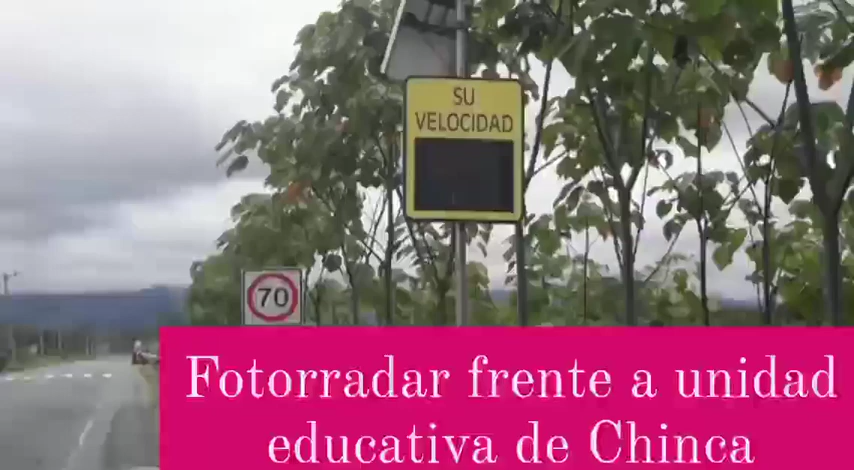 SU
VELOCIDAD
70
Fotorradar frente a unidad
educativa de Chinca